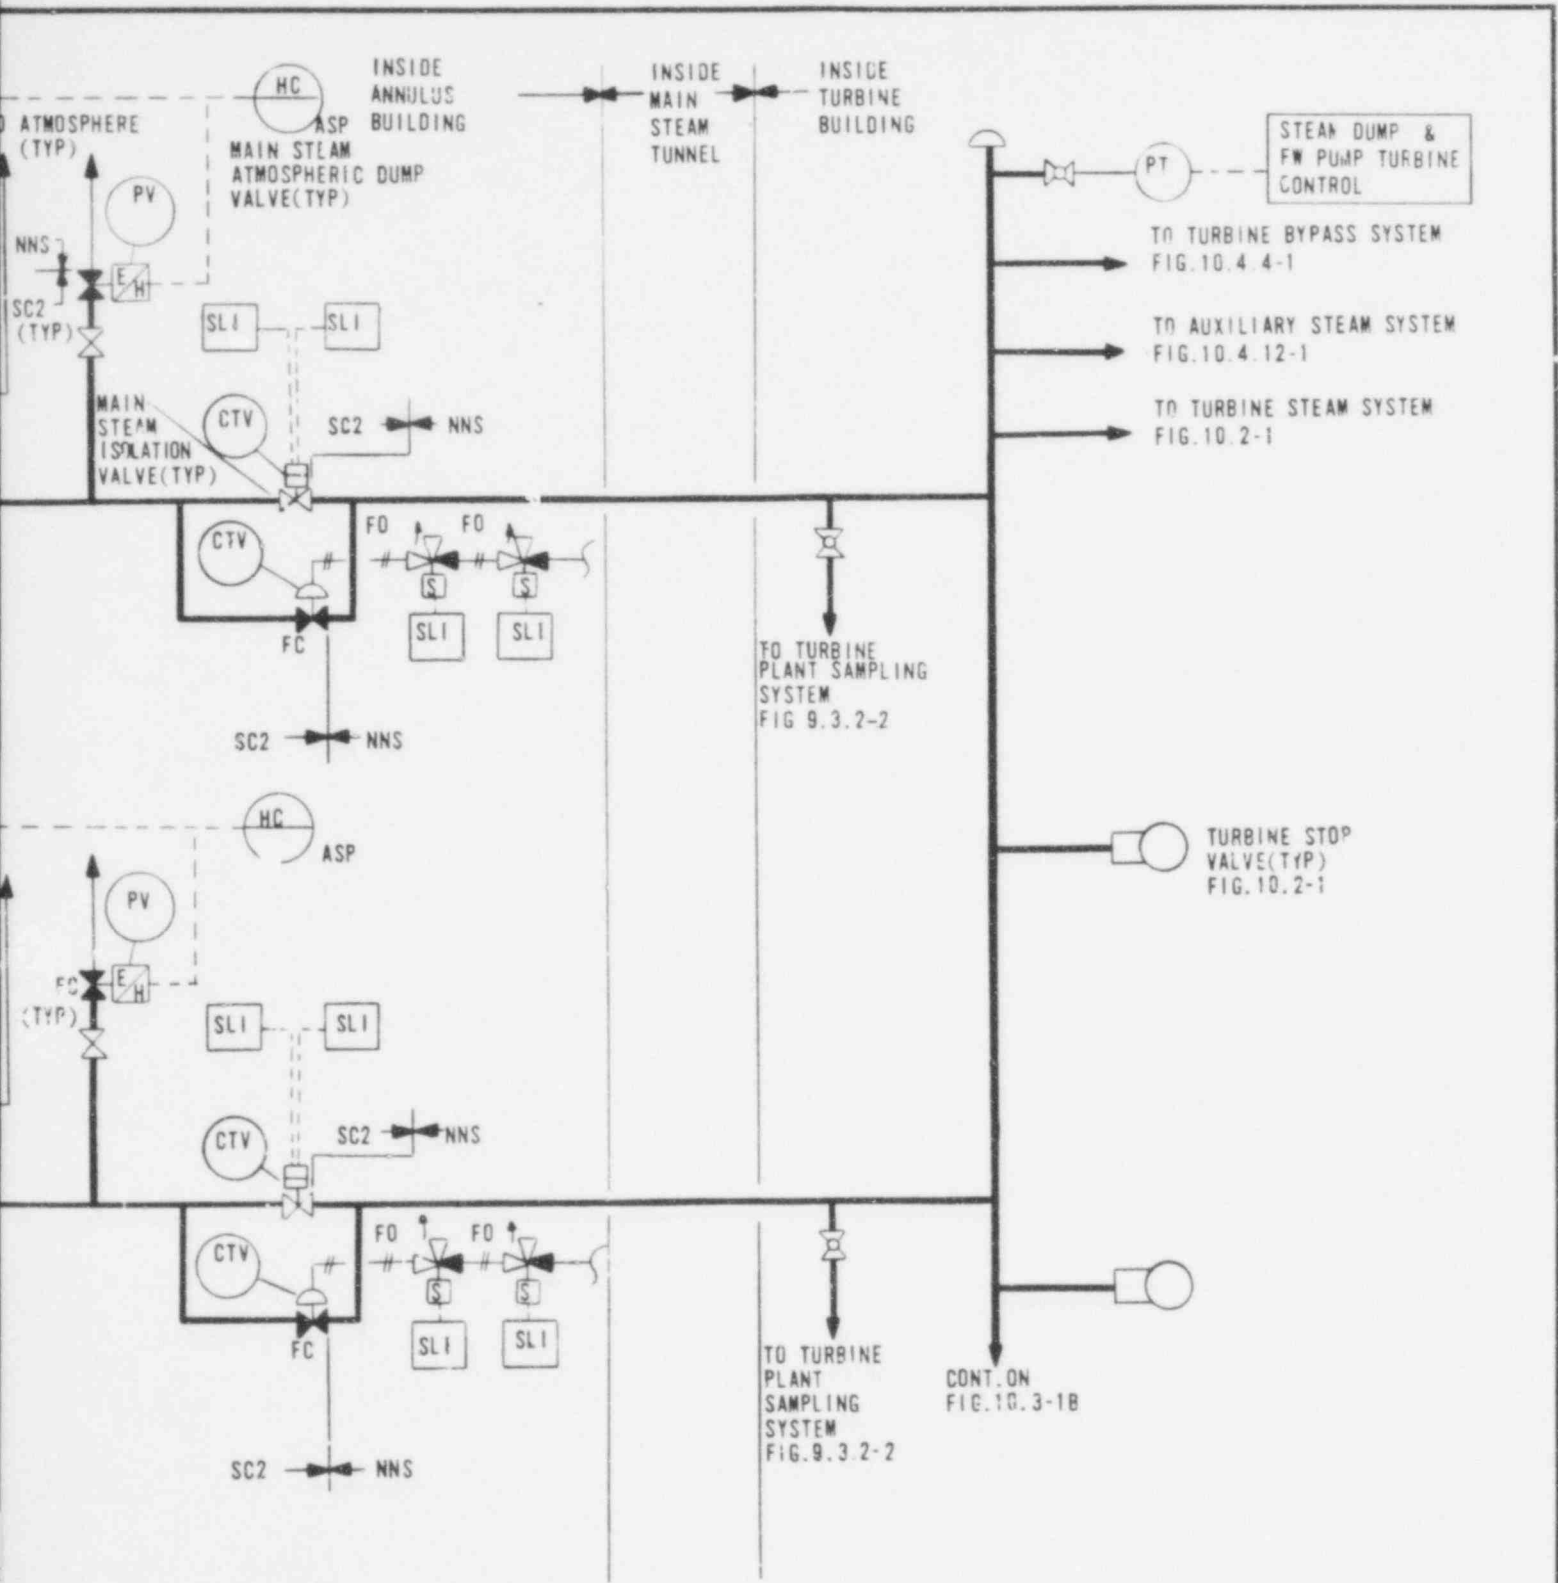 HC
ASP
INSIDE
ANNULUS
BUILDING
INSIDE
MAIN
STEAM
TUNNEL
INSIDE
TURBINE
BUILDING
ATMOSPHERE
(TYP)
MAIN STEAM
ATMOSPHERIC DUMP
VALVE(TYP)
PV
NNS
SC2
(TYP)
E/H
SLI
SLI
PT
STEAM DUMP &
FW PUMP TURBINE
CONTROL
TO TURBINE BYPASS SYSTEM
FIG.10.4.4-1
TO AUXILIARY STEAM SYSTEM
FIG.10.4.12-1
TO TURBINE STEAM SYSTEM
FIG.10.2-1
MAIN
STEAM
ISOLATION
VALVE(TYP)
CTV
SC2
NNS
CTV
FO
FO
S
S
SLI
SLI
FC
SC2
NNS
TO TURBINE
PLANT SAMPLING
SYSTEM
FIG 9.3.2-2
HC
ASP
PV
FC
(TYP)
E/H
SLI
SLI
TURBINE STOP
VALVE(TYP)
FIG.10.2-1
CTV
SC2
NNS
CTV
FO
FO
S
S
SLI
SLI
FC
SC2
NNS
TO TURBINE
PLANT
SAMPLING
SYSTEM
FIG.9.3.2-2
CONT.ON
FIG.10.3-1B